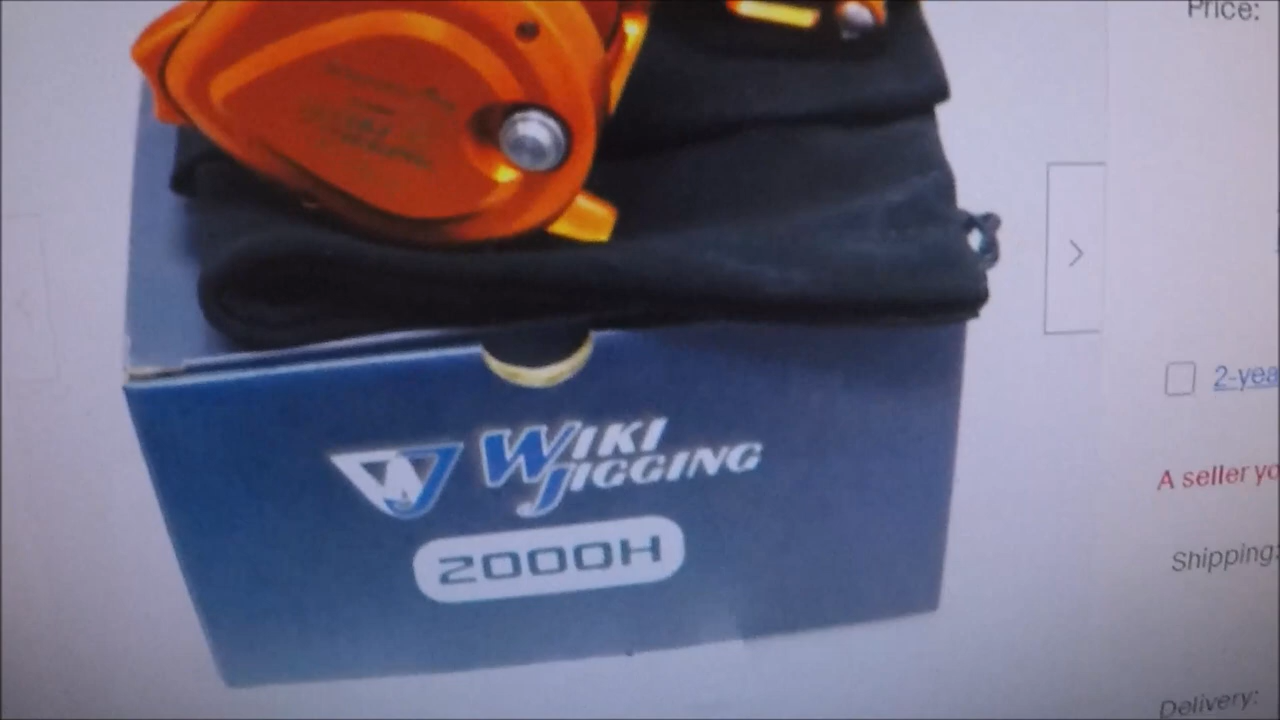 Price:
WIKI
JIGGING
2000H
2-yea
A seller yo
Shipping:
Delivery: